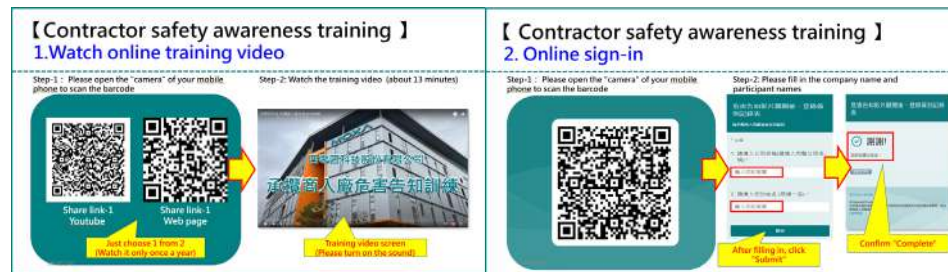 【Contractor safety awareness training 】
1.Watch online training video
Step-1： Please open the "camera" of your mobile
phone to scan the barcode
Step-2: Watch the training video (about 13 minutes)
MOXA
承攬商入廠危害告知訓練
Share link-1
Youtube
Share link-1
Web page
Just choose 1 from 2
(Watch it only once a year)
Training video screen
(Please turn on the sound)
【 Contractor safety awareness training 】
2. Online sign-in
Step-1： Please open the "camera" of your mobile
phone to scan the barcode
Step-2: Please fill in the company name and
participant names
謝謝!
After filling in, click
"Submit"
Confirm "Complete"